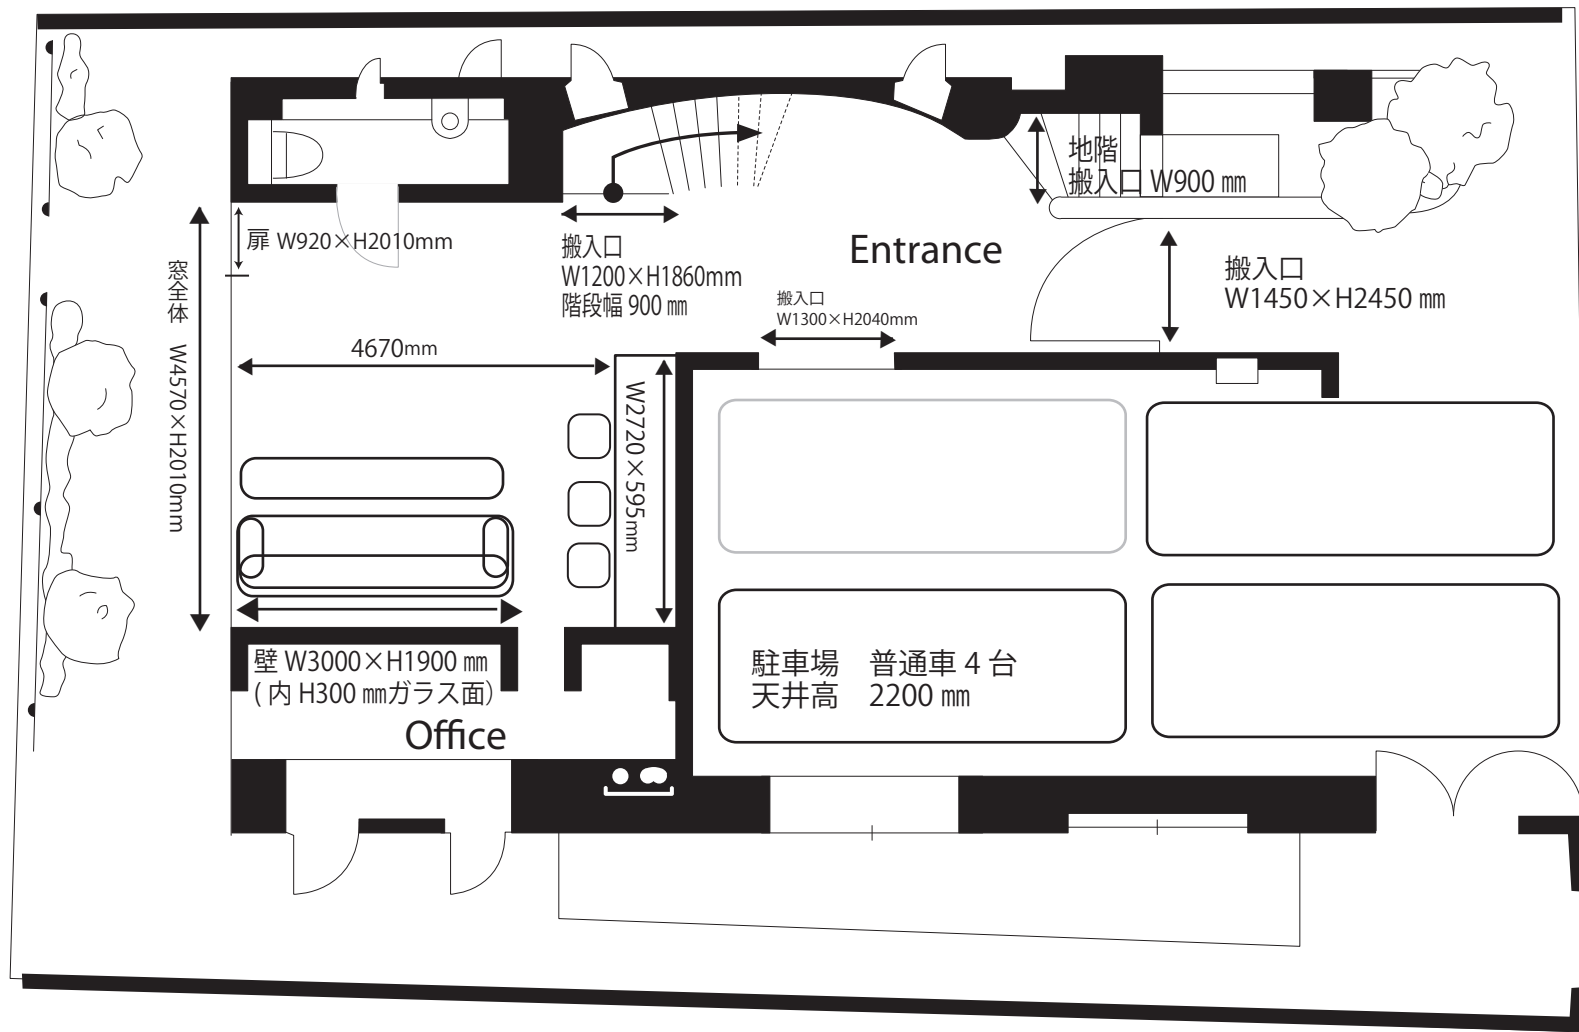 地階
搬入口 W900 ㎜
扉 W920×H2010mm
搬入口
W1200×H1860mm
階段幅 900 ㎜
Entrance
搬入口
W1450×H2450 ㎜
搬入口
W1300×H2040mm
窓全体　W4570×H2010mm
4670mm
W2720×595mm
壁 W3000×H1900 ㎜
( 内 H300 ㎜ガラス面）
Office
駐車場　普通車 4 台
天井高　2200 ㎜